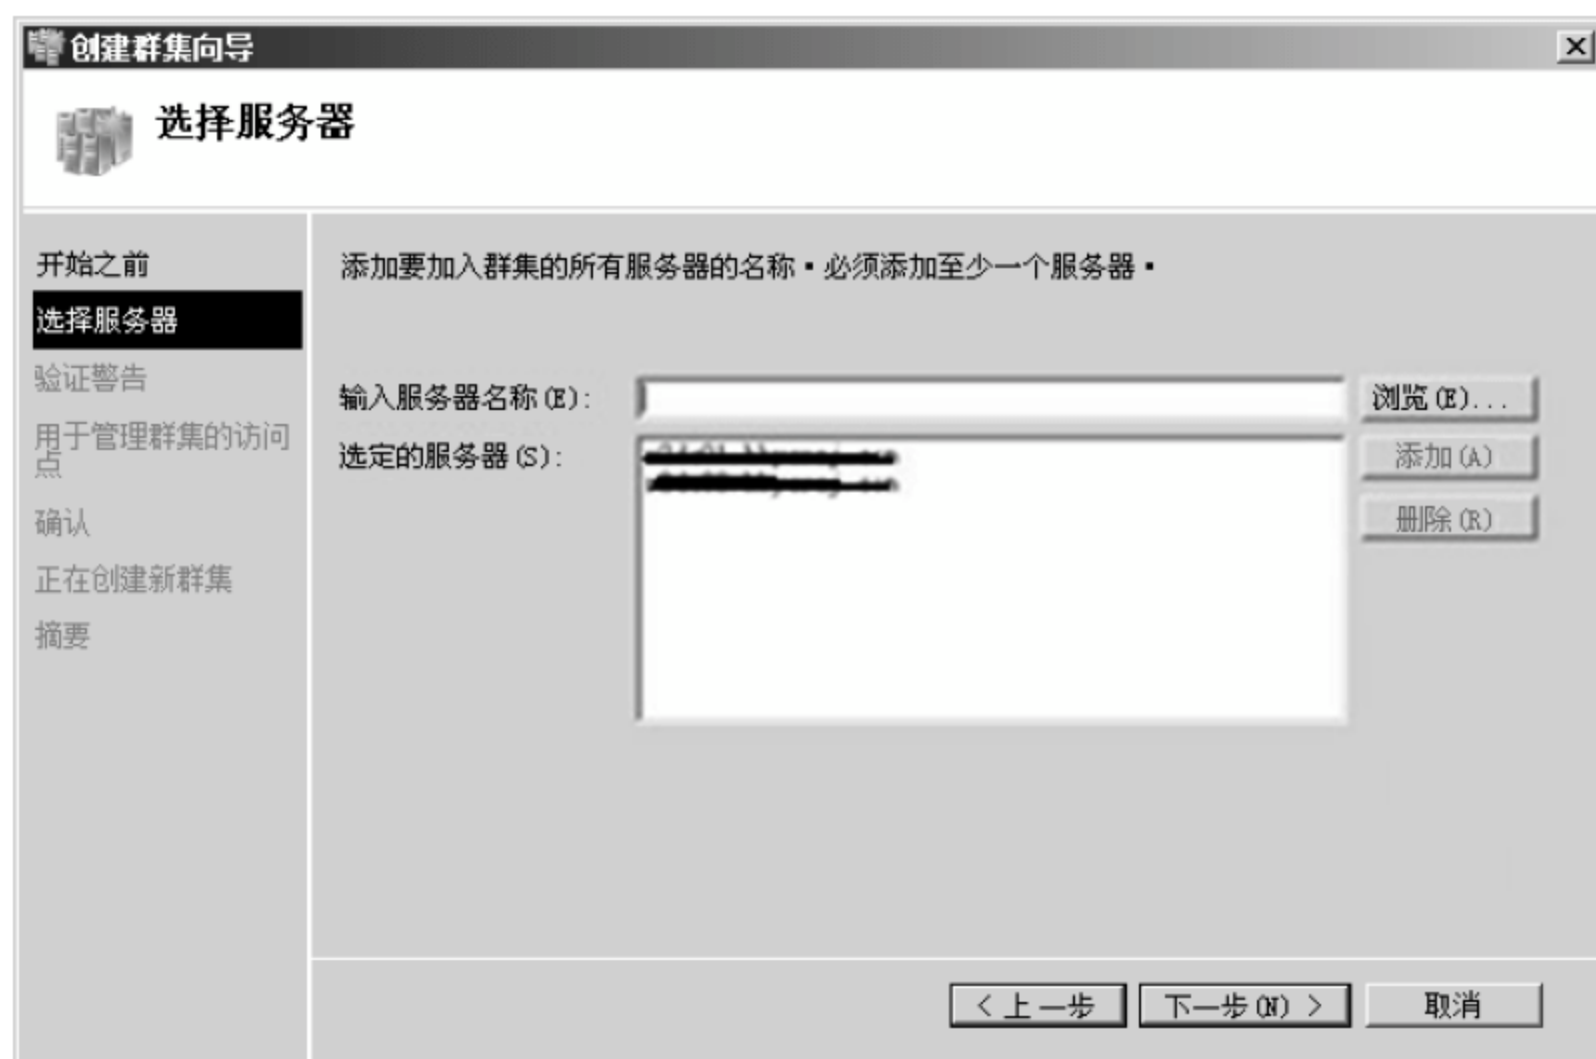 创建群集向导
选择服务器
开始之前
选择服务器
验证警告
用于管理群集的访问
点
确认
正在创建新群集
摘要
添加要加入群集的所有服务器的名称。必须添加至少一个服务器。
输入服务器名称(E):
浏览(E)...
选定的服务器(S):
添加(A)
删除(R)
< 上一步
下一步(N) >
取消